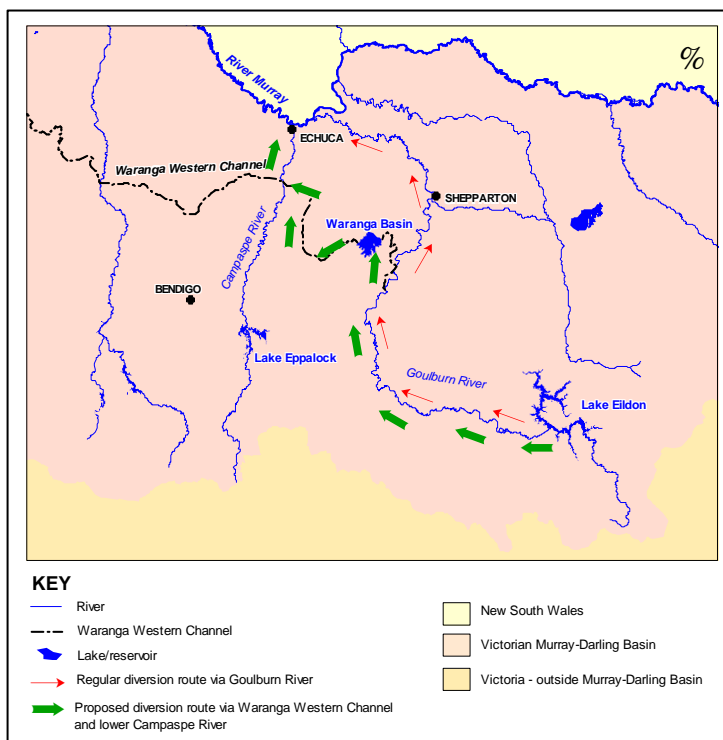 %
River Murray
ECHUCA
Waranga Western Channel
SHEPPARTON
Waranga Basin
Campaspe River
BENDIGO
Lake Eppalock
Goulburn River
Lake Eildon
KEY
River
Waranga Western Channel
Lake/reservoir
Regular diversion route via Goulburn River
Proposed diversion route via Waranga Western Channel
and lower Campaspe River
New South Wales
Victorian Murray-Darling Basin
Victoria - outside Murray-Darling Basin